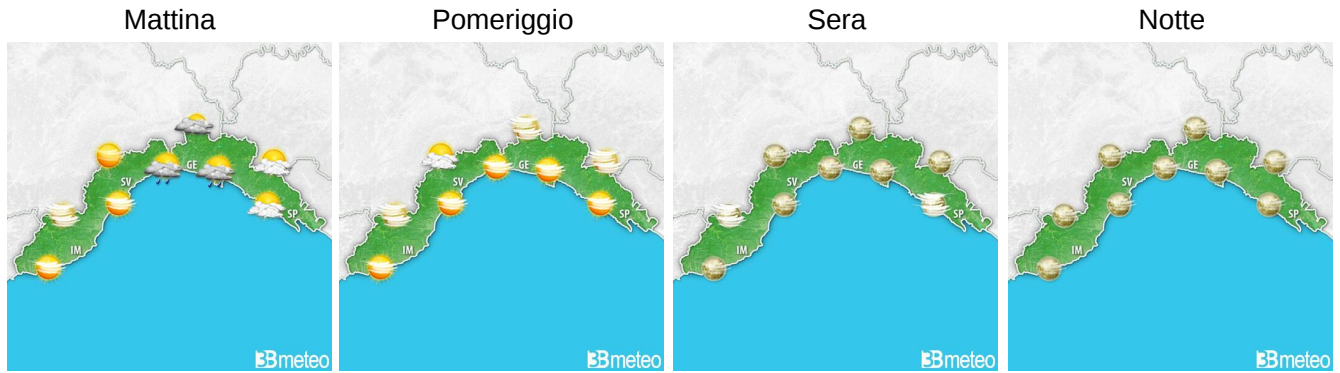 Mattina
Pomeriggio
Sera
Notte
GE
SV
SP
IM
3Bmeteo
GE
SV
SP
IM
3Bmeteo
GE
SV
SP
IM
3Bmeteo
GE
SV
SP
IM
3Bmeteo